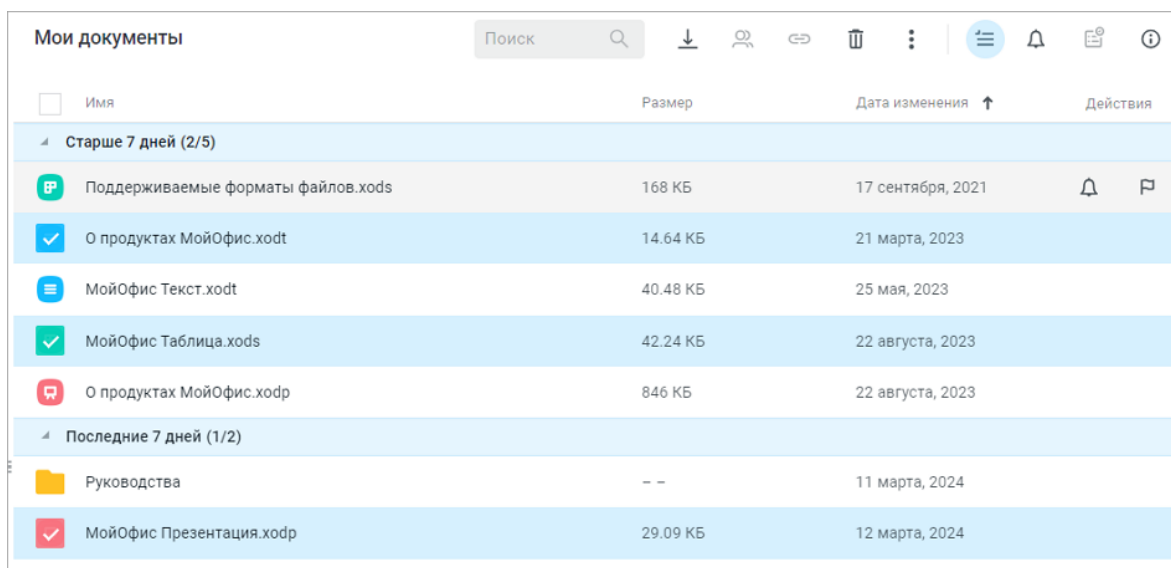 Мои документы Поиск
Имя Размер Дата изменения Действия
Старше 7 дней (2/5)
Поддерживаемые форматы файлов.xods 168 КБ 17 сентября, 2021
О продуктах МойОфис.xodt 14.64 КБ 21 марта, 2023
МойОфис Текст.xodt 40.48 КБ 25 мая, 2023
МойОфис Таблица.xods 42.24 КБ 22 августа, 2023
О продуктах МойОфис.xodp 846 КБ 22 августа, 2023
Последние 7 дней (1/2)
Руководства – – 11 марта, 2024
МойОфис Презентация.xodp 29.09 КБ 12 марта, 2024